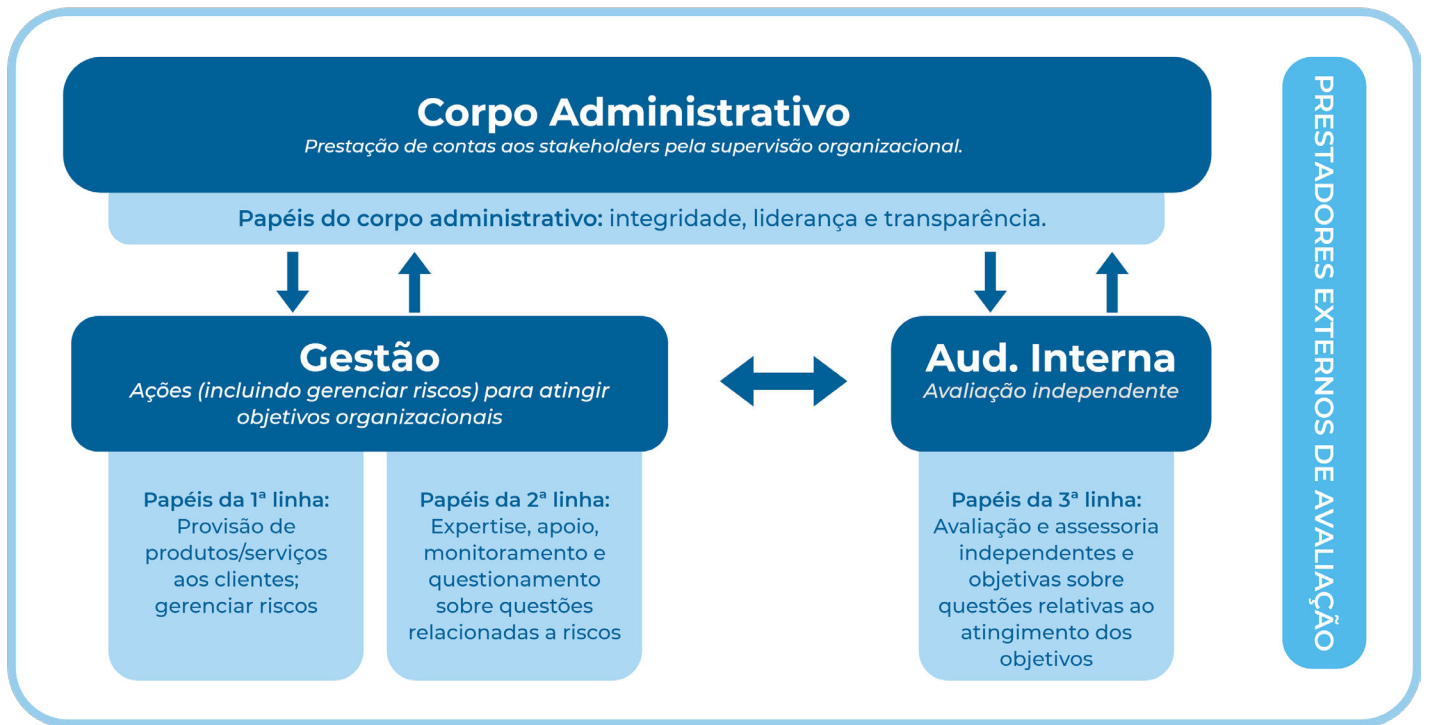 Corpo Administrativo
Prestação de contas aos stakeholders pela supervisão organizacional.
Papéis do corpo administrativo: integridade, liderança e transparência.
Gestão
Ações (incluindo gerenciar riscos) para atingir
objetivos organizacionais
Papéis da 1ª linha:
Provisão de
produtos/serviços
aos clientes;
gerenciar riscos
Papéis da 2ª linha:
Expertise, apoio,
monitoramento e
questionamento
sobre questões
relacionadas a riscos
Aud. Interna
Avaliação independente
Papéis da 3ª linha:
Avaliação e assessoria
independentes e
objetivas sobre
questões relativas ao
atingimento dos
objetivos
PRESTADORES EXTERNOS DE AVALIAÇÃO